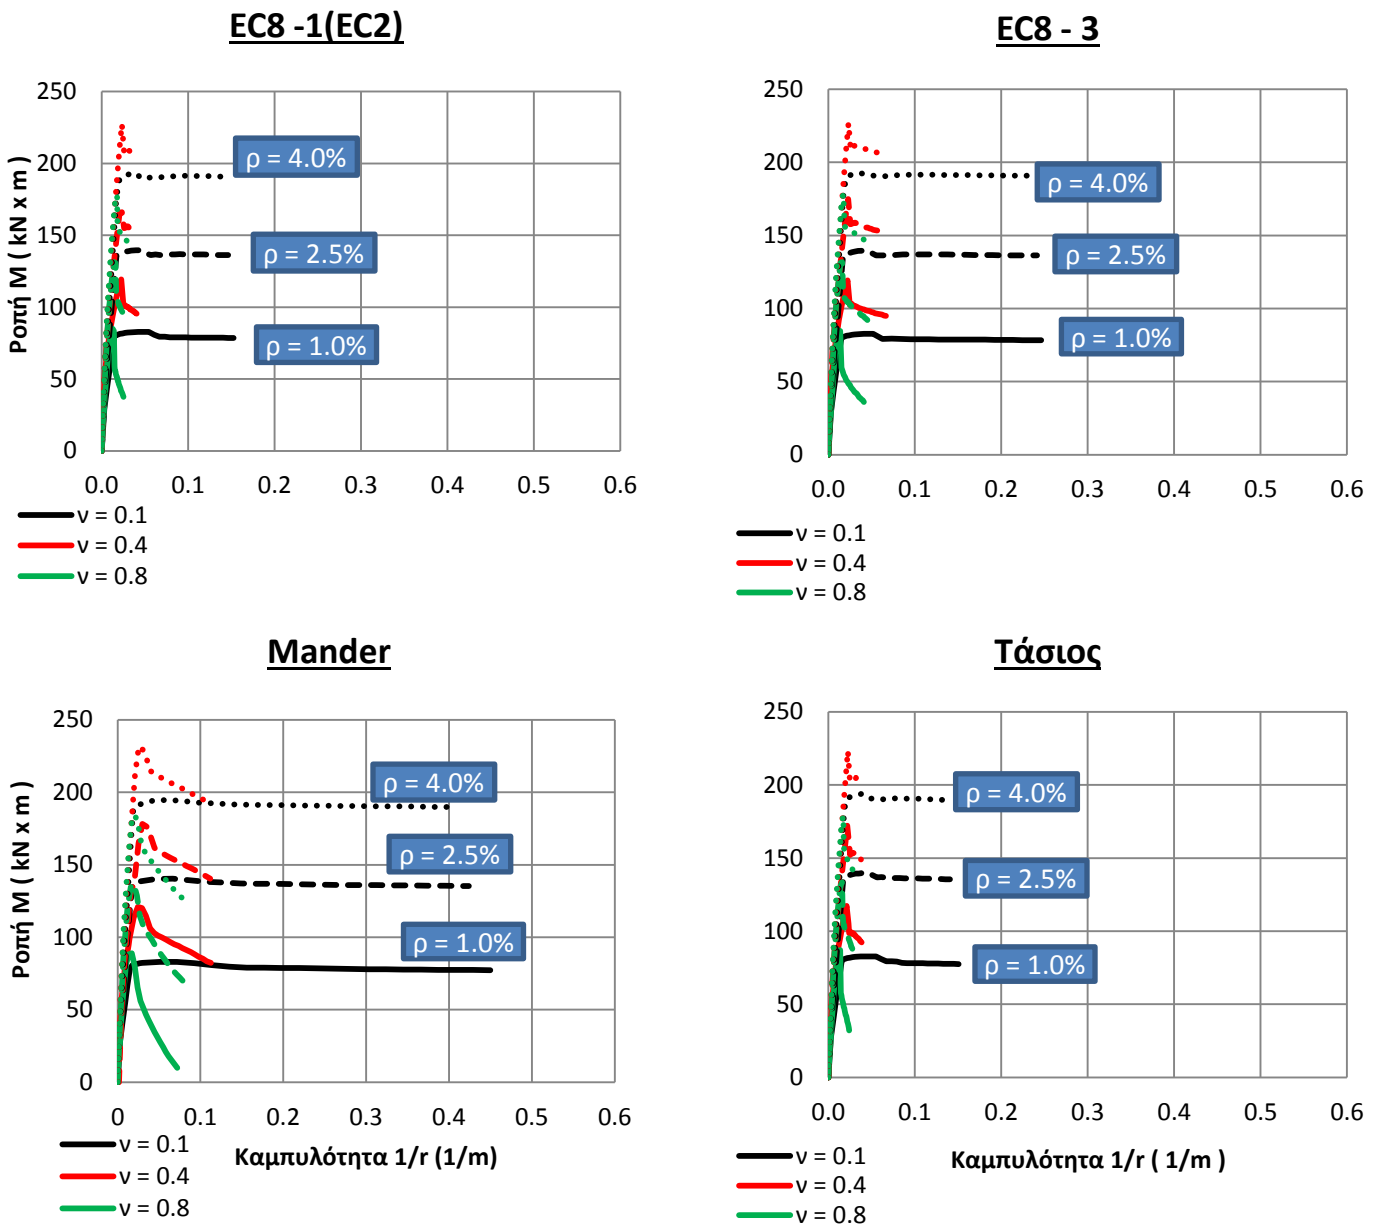 EC8 -1(EC2)
Ροπή Μ ( kN x m)
250
200
150
100
50
0
0.0 0.1 0.2 0.3 0.4 0.5 0.6
ρ = 4.0%
ρ = 2.5%
ρ = 1.0%
ν = 0.1
ν = 0.4
ν = 0.8
EC8 - 3
250
200
150
100
50
0
0.0 0.1 0.2 0.3 0.4 0.5 0.6
ρ = 4.0%
ρ = 2.5%
ρ = 1.0%
ν = 0.1
ν = 0.4
ν = 0.8
Mander
Ροπή Μ ( kN x m)
250
200
150
100
50
0
0 0.1 0.2 0.3 0.4 0.5 0.6
ρ = 4.0%
ρ = 2.5%
ρ = 1.0%
Καμπυλότητα 1/r (1/m)
ν = 0.1
ν = 0.4
ν = 0.8
Τάσιος
250
200
150
100
50
0
0.0 0.1 0.2 0.3 0.4 0.5 0.6
ρ = 4.0%
ρ = 2.5%
ρ = 1.0%
Καμπυλότητα 1/r ( 1/m )
ν = 0.1
ν = 0.4
ν = 0.8